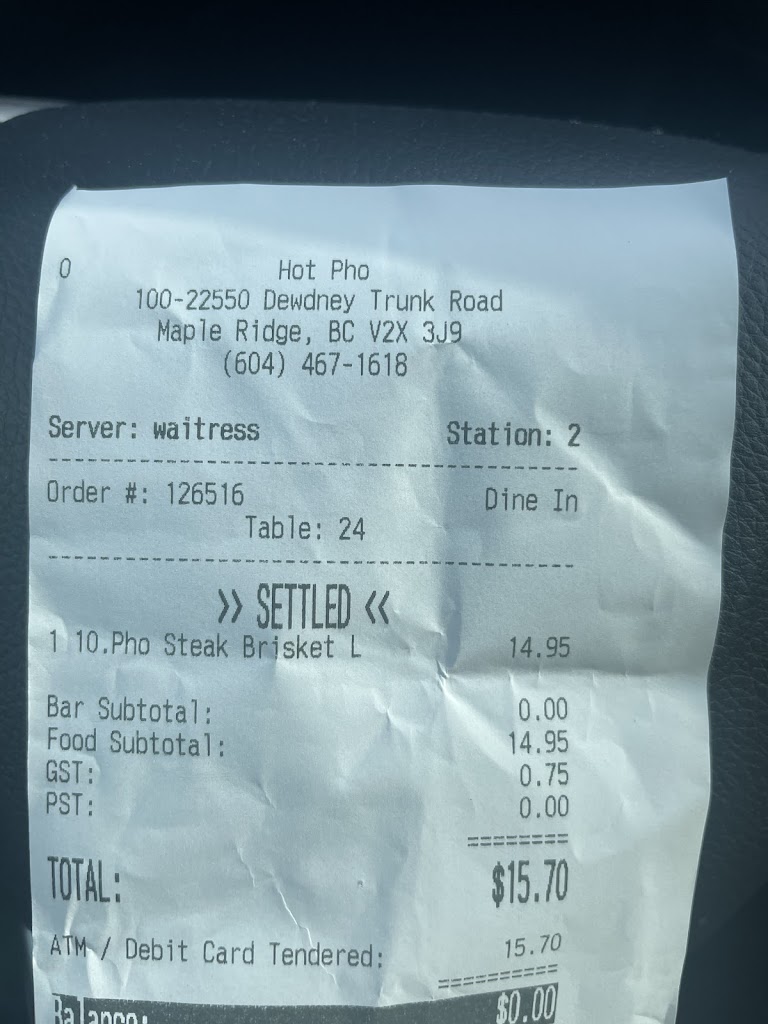 0 Hot Pho
100-22550 Dewdney Trunk Road
Maple Ridge, BC V2X 3J9
(604) 467-1618
Server: waitress Station: 2
Order #: 126516 Dine In
Table: 24
>> SETTLED <<
1 10.Pho Steak Brisket L 14.95
Bar Subtotal: 0.00
Food Subtotal: 14.95
GST: 0.75
PST: 0.00
========
TOTAL: $15.70
ATM / Debit Card Tendered: 15.70
==========
Balance: $0.00